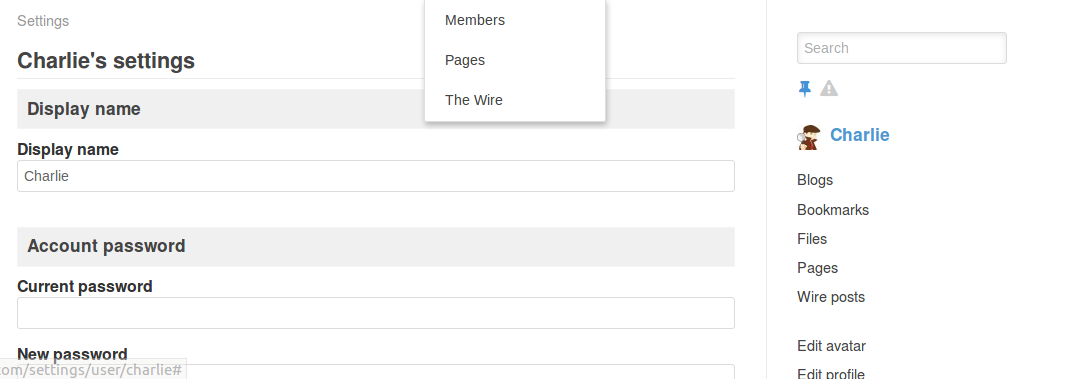 Settings
Charlie's settings
Display name
Display name
Charlie
Account password
Current password
New password
com/settings/user/charlie#
Members
Pages
The Wire
Search
Charlie
Blogs
Bookmarks
Files
Pages
Wire posts
Edit avatar
Edit profile